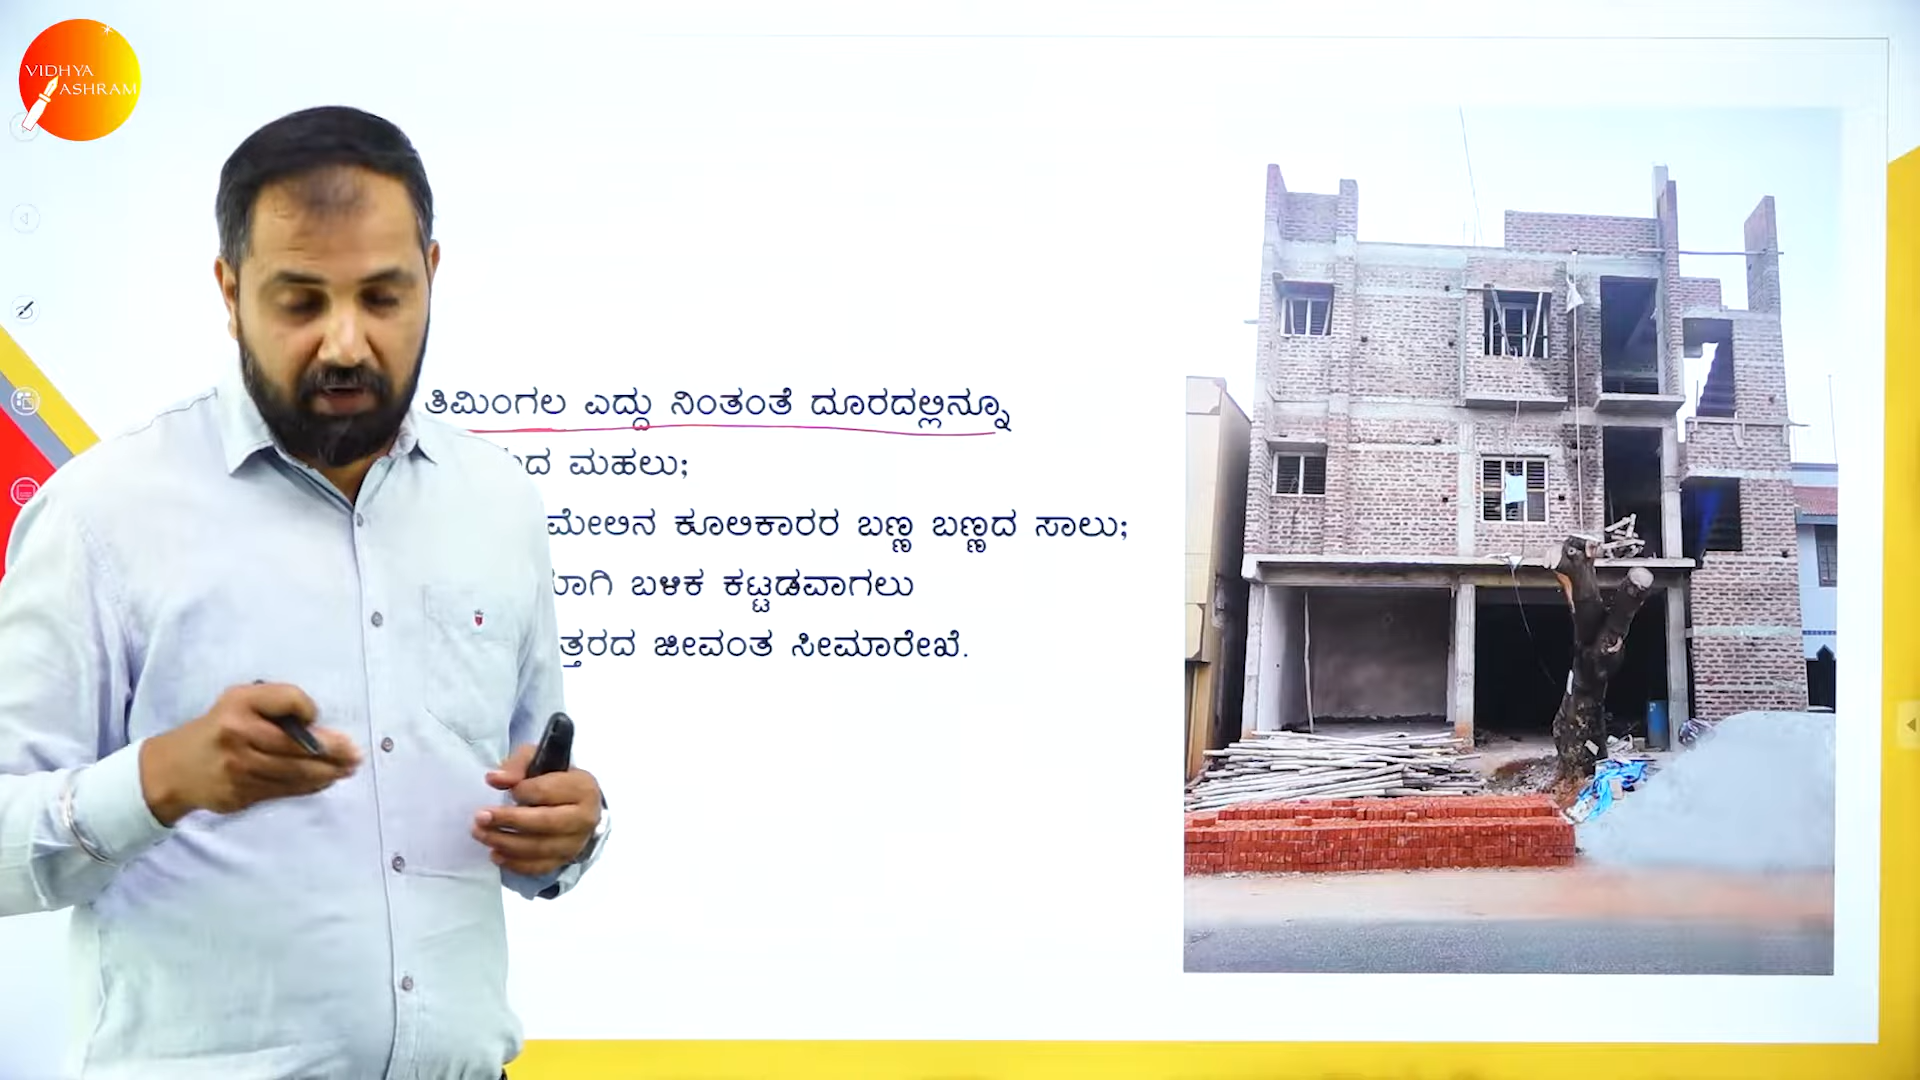 VIDHYA
ASHRAM
ತಿಮಿಂಗಲ ಎದ್ದು ನಿಂತಂತೆ ದೂರದಲ್ಲಿನ್ನೂ
ಮಹಲು;
ಮೇಲಿನ ಕೂಲಿಕಾರರ ಬಣ್ಣ ಬಣ್ಣದ ಸಾಲು;
ಬಳಿಕ ಕಟ್ಟಡವಾಗಲು
ಜೀವಂತ ಸೀಮಾರೇಖೆ.